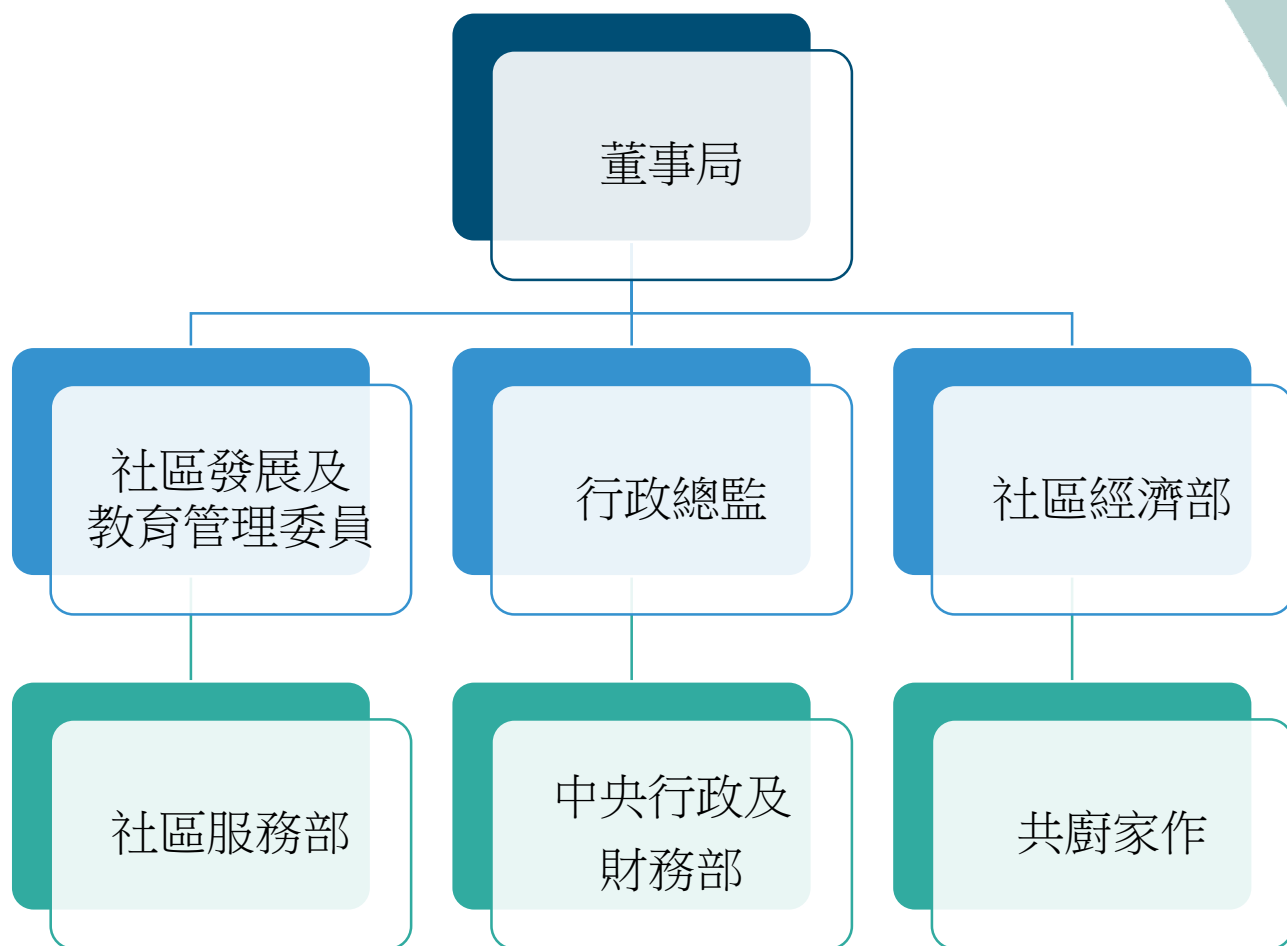 董事局
社區發展及
教育管理委員
行政總監
社區經濟部
社區服務部
中央行政及
財務部
共廚家作